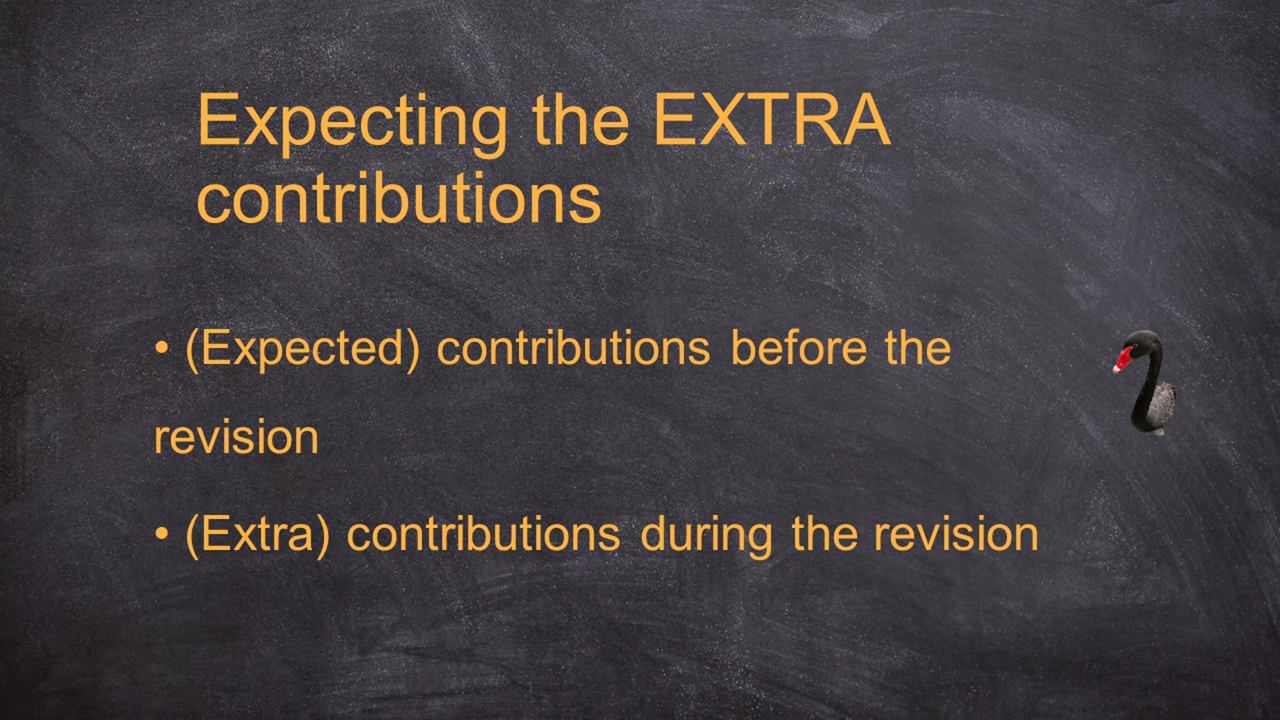 Expecting the EXTRA
contributions
• (Expected) contributions before the
revision
• (Extra) contributions during the revision